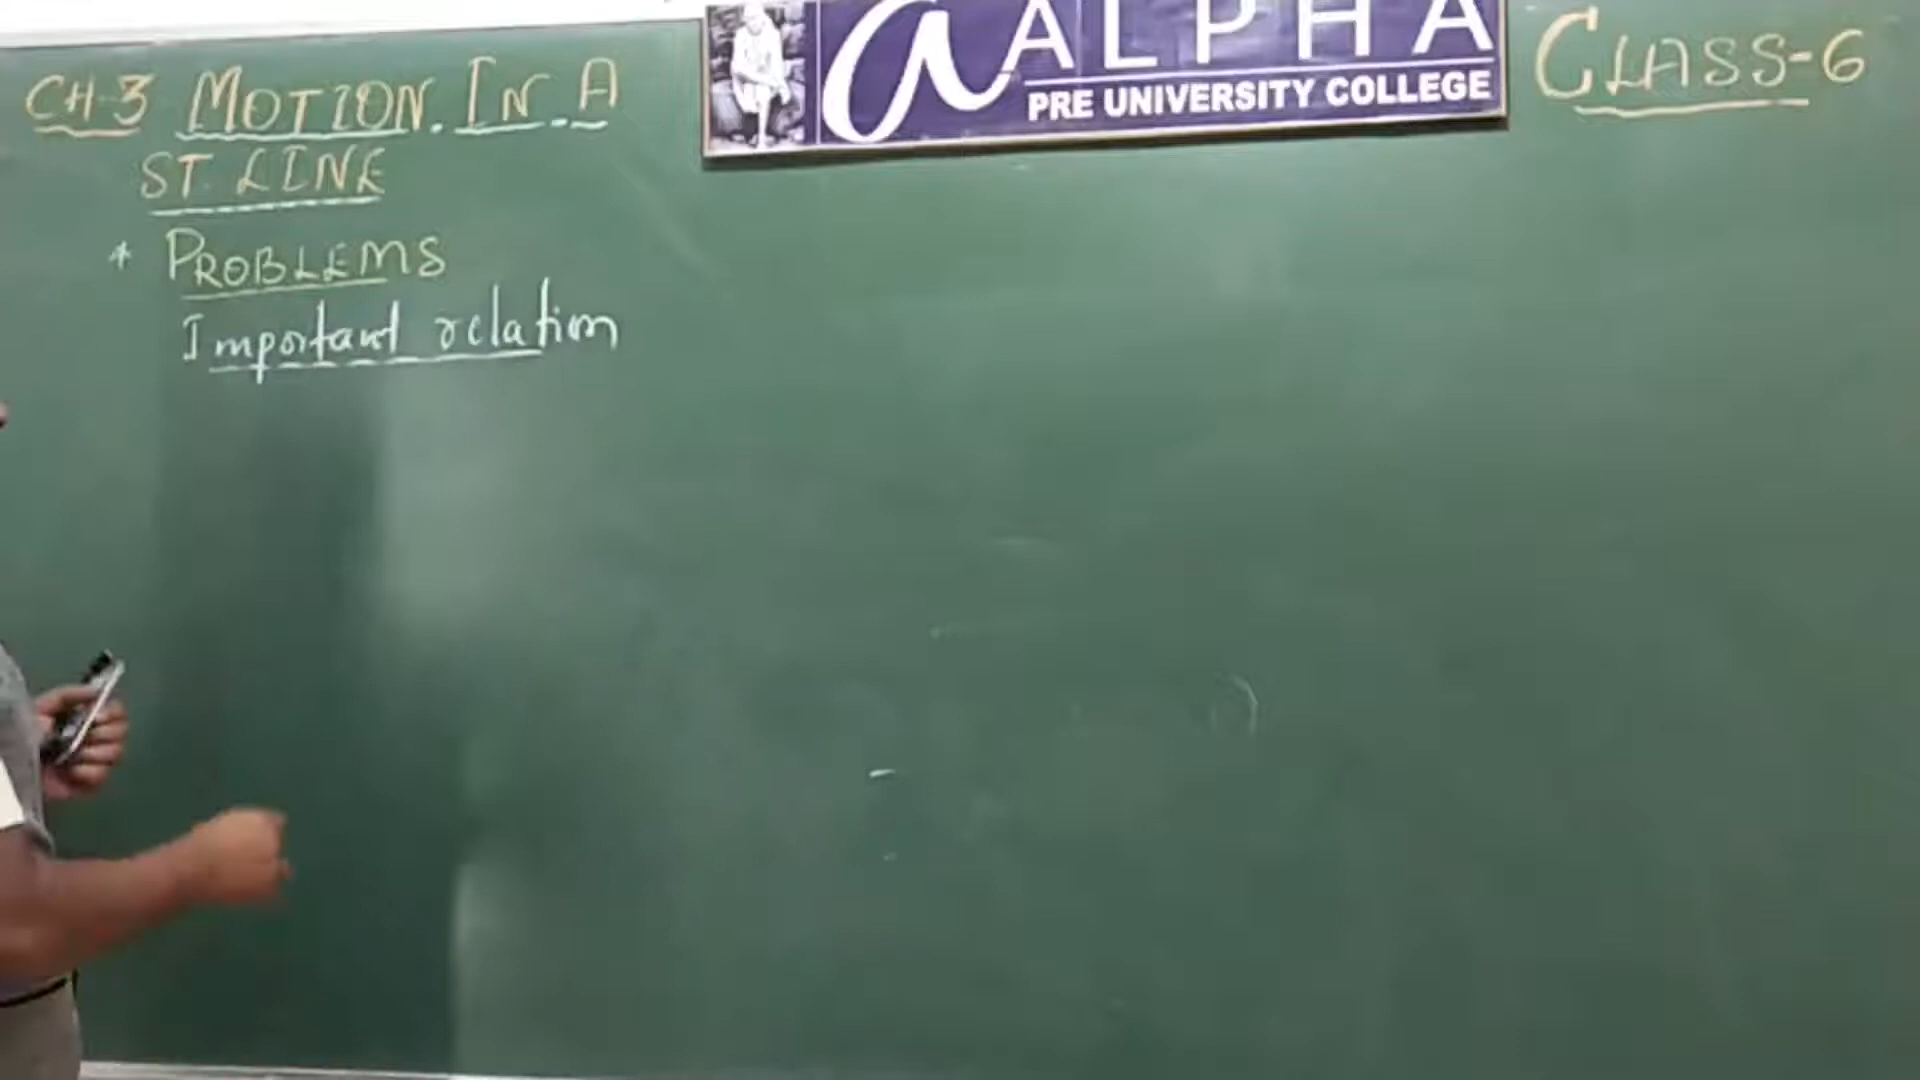 CH-3 MOTION IN A
ST LINE
* PROBLEMS
Important relation
a ALPHA
PRE UNIVERSITY COLLEGE
CLASS-6